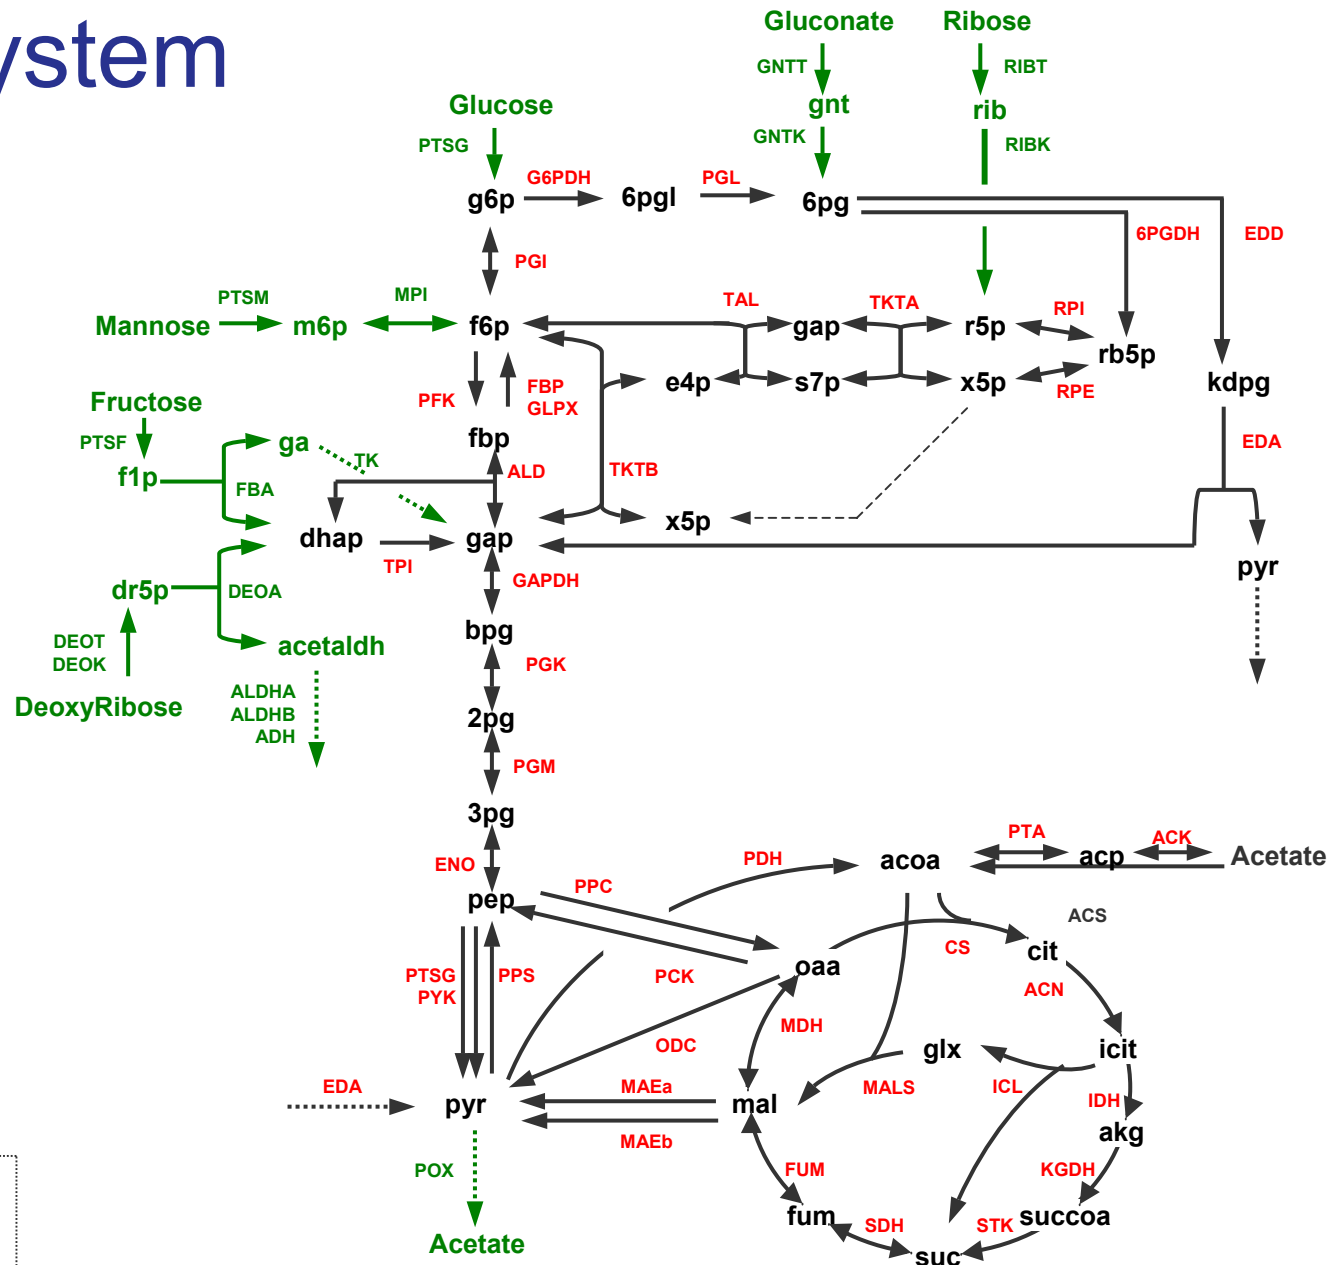 ystem
Gluconate
Ribose
GNTT
RIBT
Glucose
gnt
rib
PTSG
GNTK
RIBK
G6PDH
PGL
g6p
6pgl
6pg
6PGDH
EDD
PGI
PTSM
MPI
TAL
TKTA
RPI
Mannose
m6p
f6p
gap
r5p
rb5p
e4p
s7p
x5p
kdpg
PFK
FBP
GLPX
RPE
Fructose
PTSF
ga
fbp
EDA
f1p
FBA
TK
ALD
TKTB
x5p
dhap
gap
TPI
GAPDH
pyr
dr5p
DEOA
DEOT
DEOK
acetaldh
bpg
PGK
DeoxyRibose
ALDHA
ALDHB
ADH
2pg
PGM
3pg
ENO
PDH
acoa
PTA
acp
ACK
Acetate
pep
PPC
ACS
CS
cit
PTSG
PYK
PPS
PCK
oaa
ACN
MDH
ODC
glx
icit
EDA
pyr
MAEa
mal
MALS
ICL
IDH
akg
MAEb
POX
FUM
KGDH
fum
SDH
STK
succoa
Acetate
suc